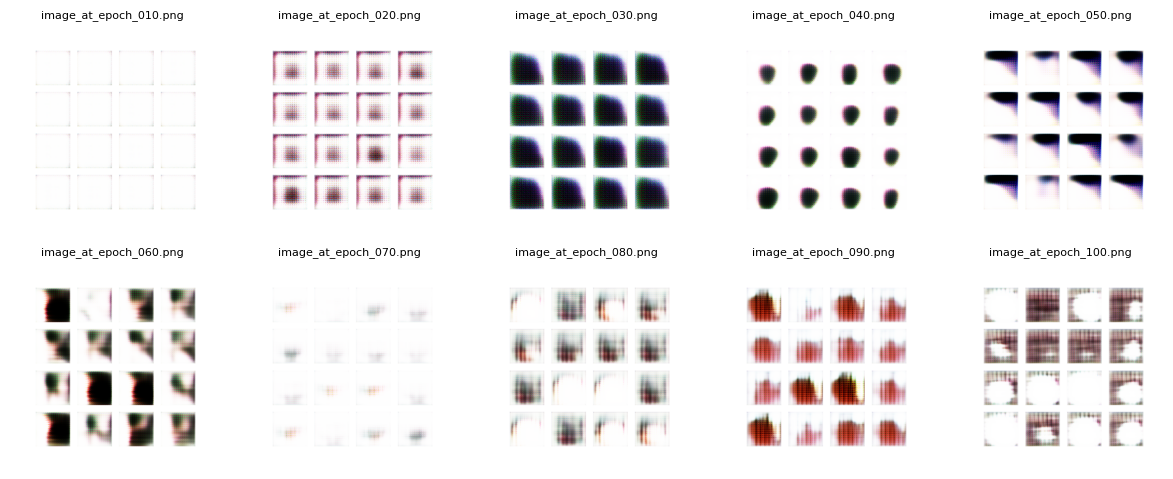 image_at_epoch_010.png
image_at_epoch_020.png
image_at_epoch_030.png
image_at_epoch_040.png
image_at_epoch_050.png
image_at_epoch_060.png
image_at_epoch_070.png
image_at_epoch_080.png
image_at_epoch_090.png
image_at_epoch_100.png